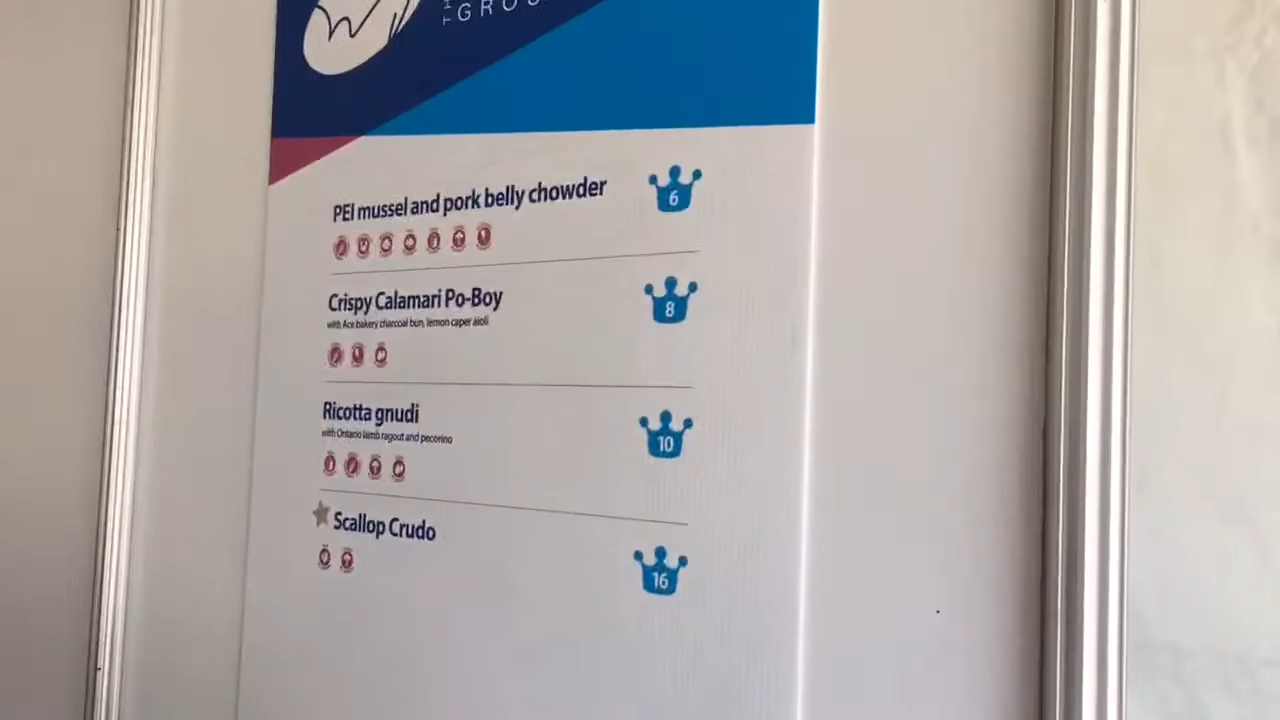 PEI mussel and pork belly chowder
6
Crispy Calamari Po-Boy
8
with Ace bakery charcoal bun, lemon caper aioli
Ricotta gnudi
10
with Ontario lamb ragout and pecorino
Scallop Crudo
16